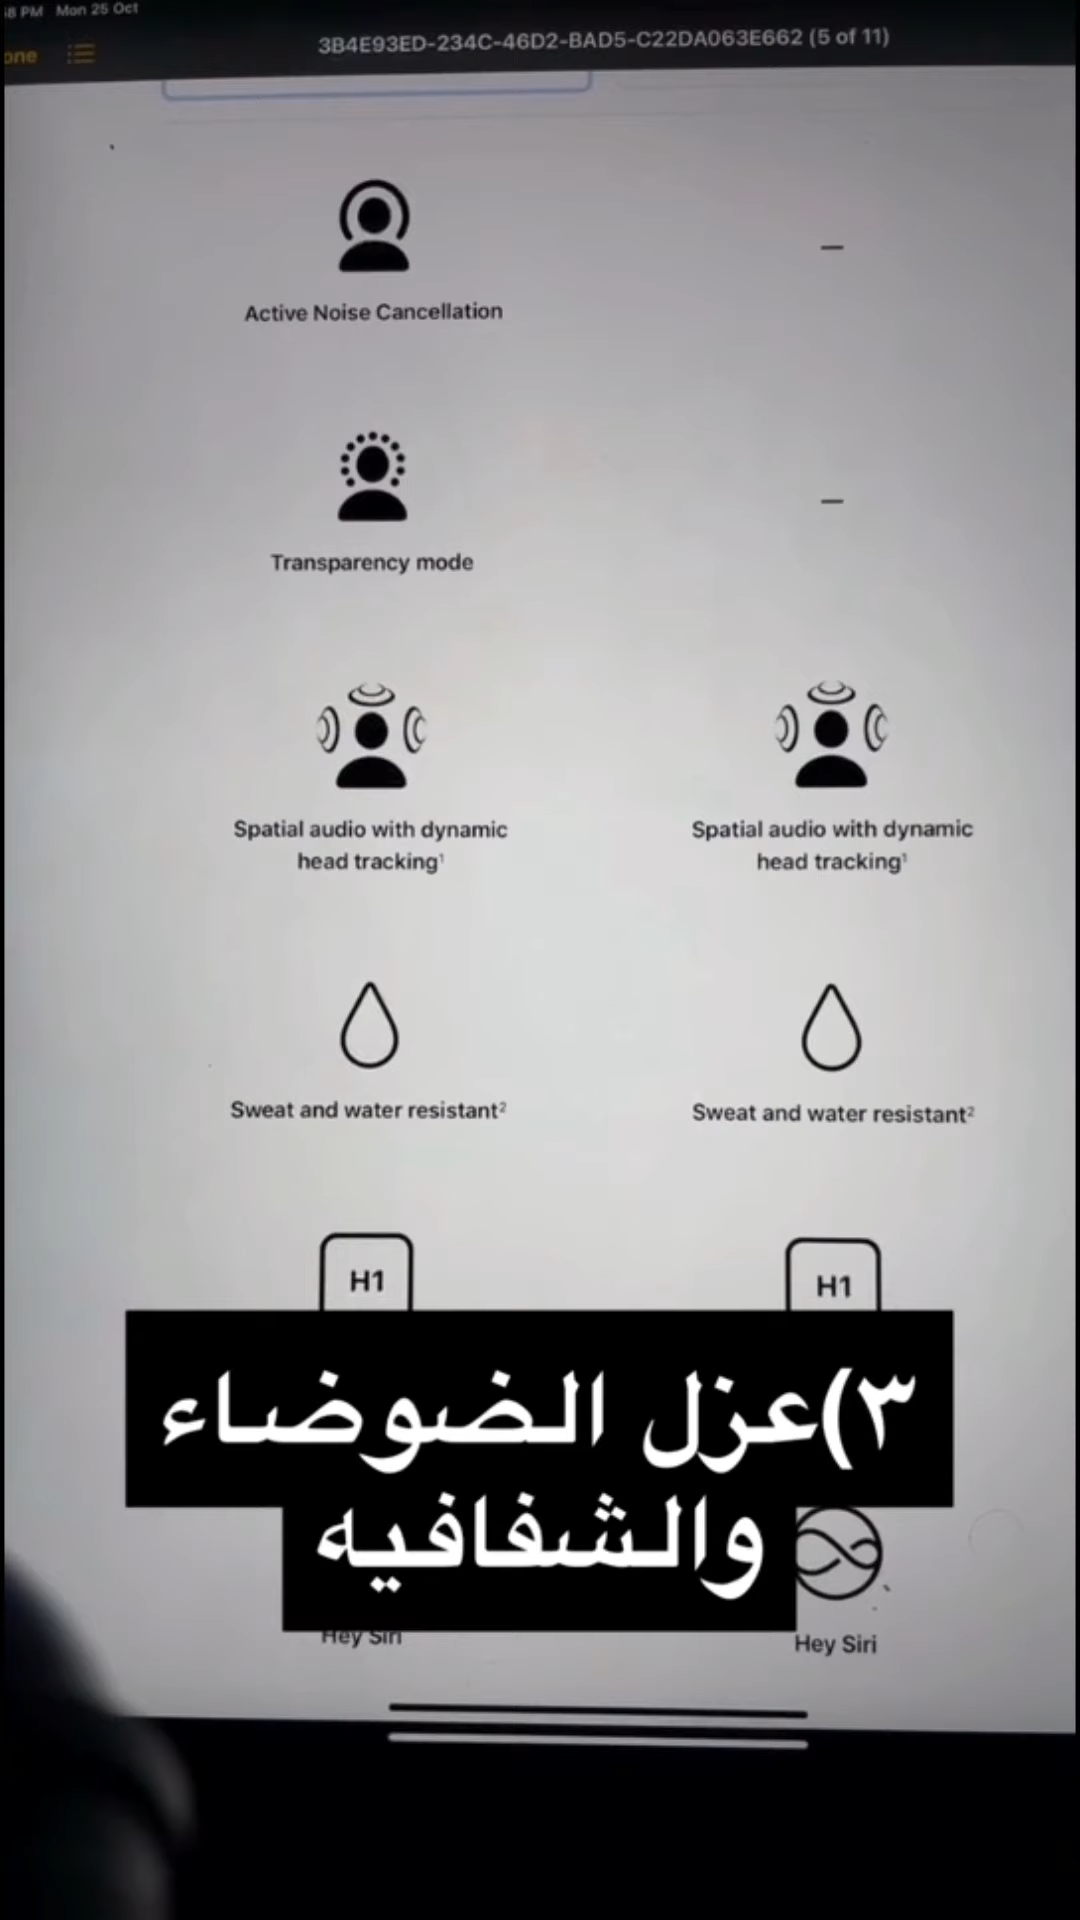 58 PM Mon 25 Oct
3B4E93ED-234C-46D2-BAD5-C22DA063E662 (5 of 11)
Active Noise Cancellation
–
Transparency mode
–
Spatial audio with dynamic
head tracking¹
Spatial audio with dynamic
head tracking¹
Sweat and water resistant²
Sweat and water resistant²
H1
H1
٣)عزل الضوضاء
والشفافيه
Hey Siri
Hey Siri